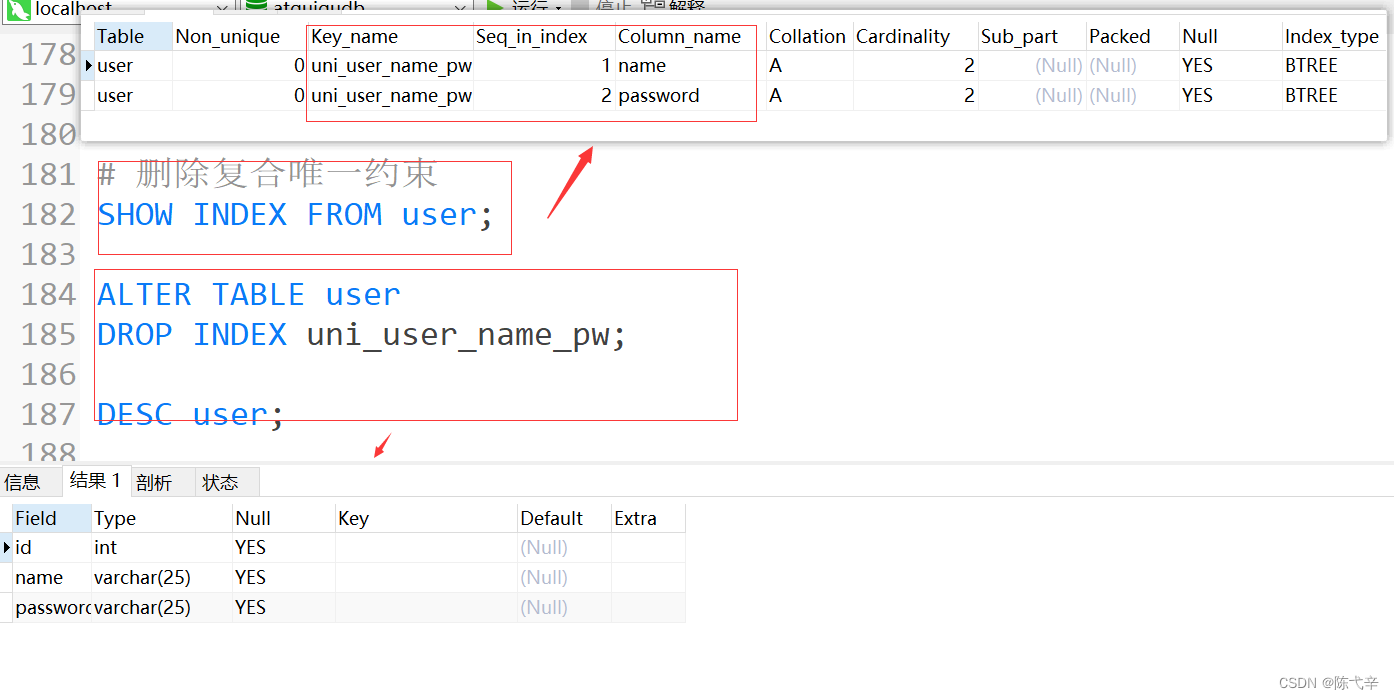 localhost atguigudb 运行 停止 解释
Table Non_unique Key_name Seq_in_index Column_name Collation Cardinality Sub_part Packed Null Index_type
user 0 uni_user_name_pw 1 name A 2 (Null) (Null) YES BTREE
user 0 uni_user_name_pw 2 password A 2 (Null) (Null) YES BTREE
178
179
180
181 # 删除复合唯一约束
182 SHOW INDEX FROM user;
183
184 ALTER TABLE user
185 DROP INDEX uni_user_name_pw;
186
187 DESC user;
188
信息 结果 1 剖析 状态
Field Type Null Key Default Extra
id int YES (Null)
name varchar(25) YES (Null)
password varchar(25) YES (Null)
CSDN @陈弋辛